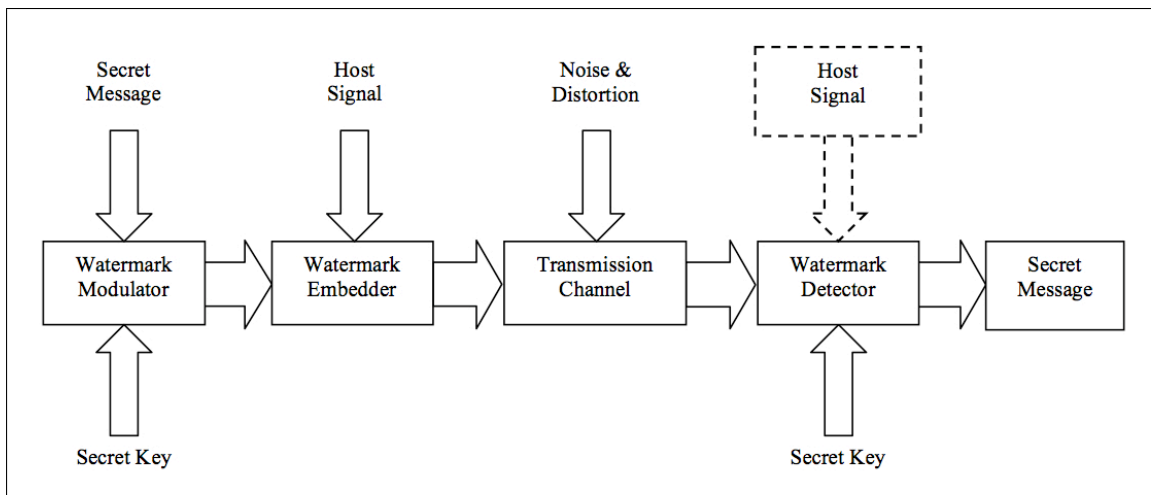 Secret
Message
Host
Signal
Noise &
Distortion
Host
Signal
Watermark
Modulator
Watermark
Embedder
Transmission
Channel
Watermark
Detector
Secret
Message
Secret Key
Secret Key